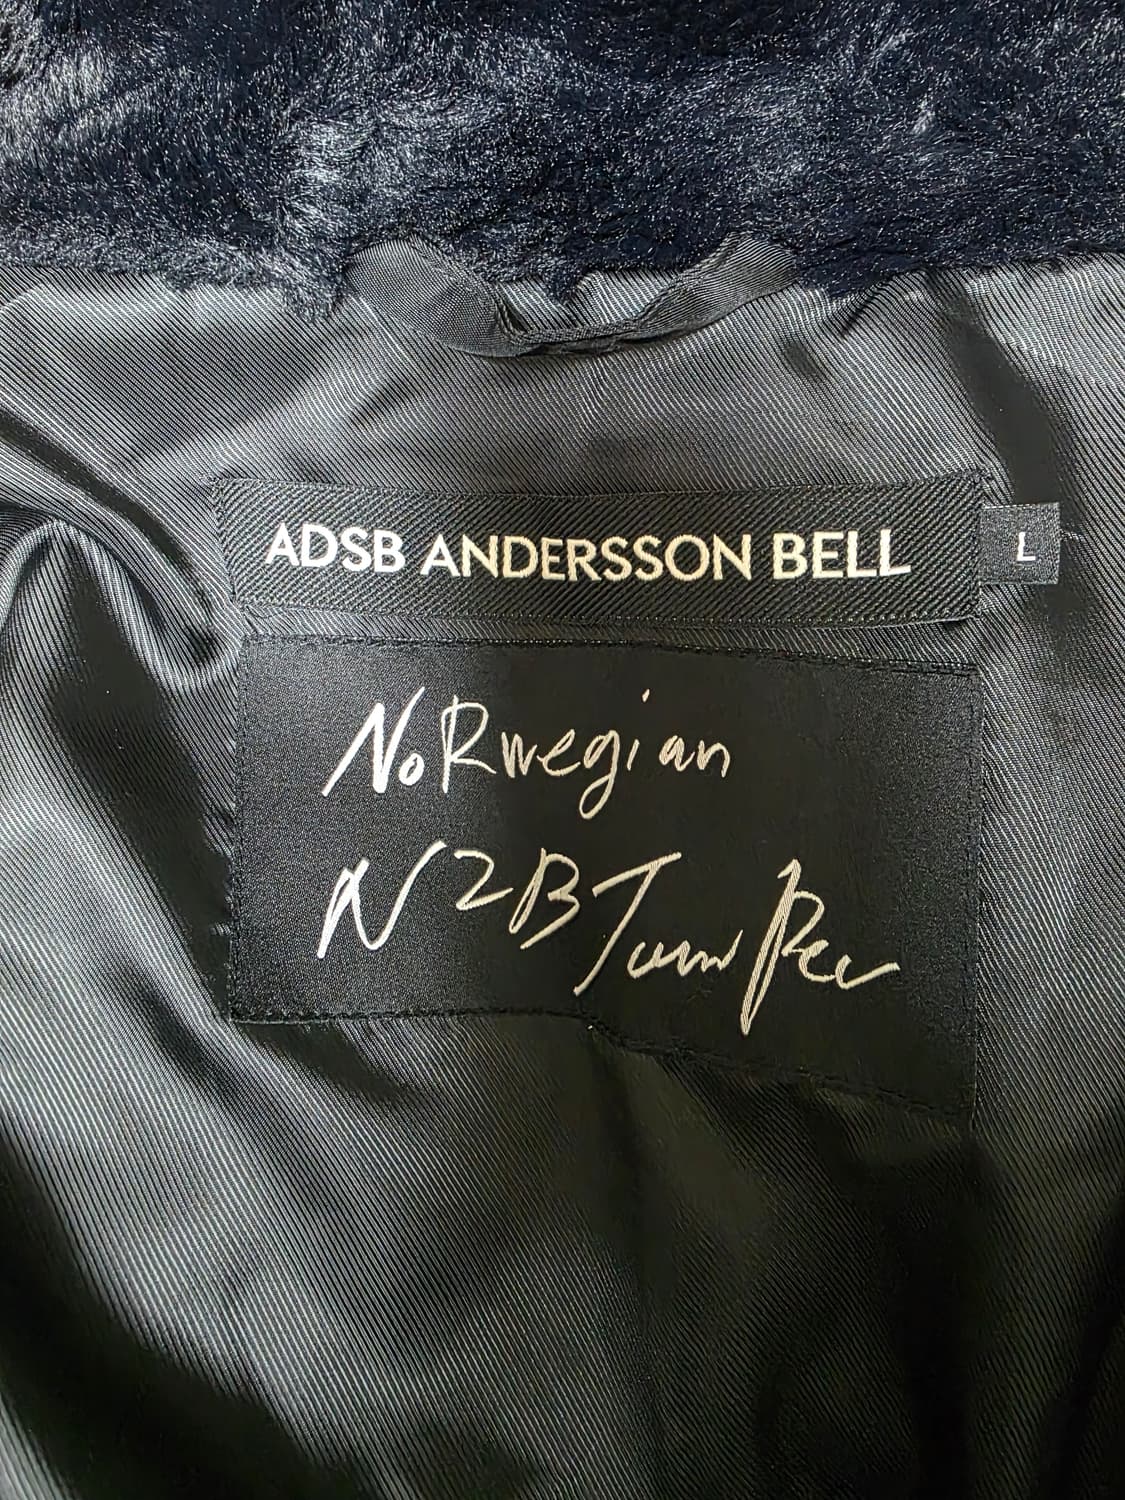 ADSB ANDERSSON BELL
L
NoRwegian
N2B Jumper